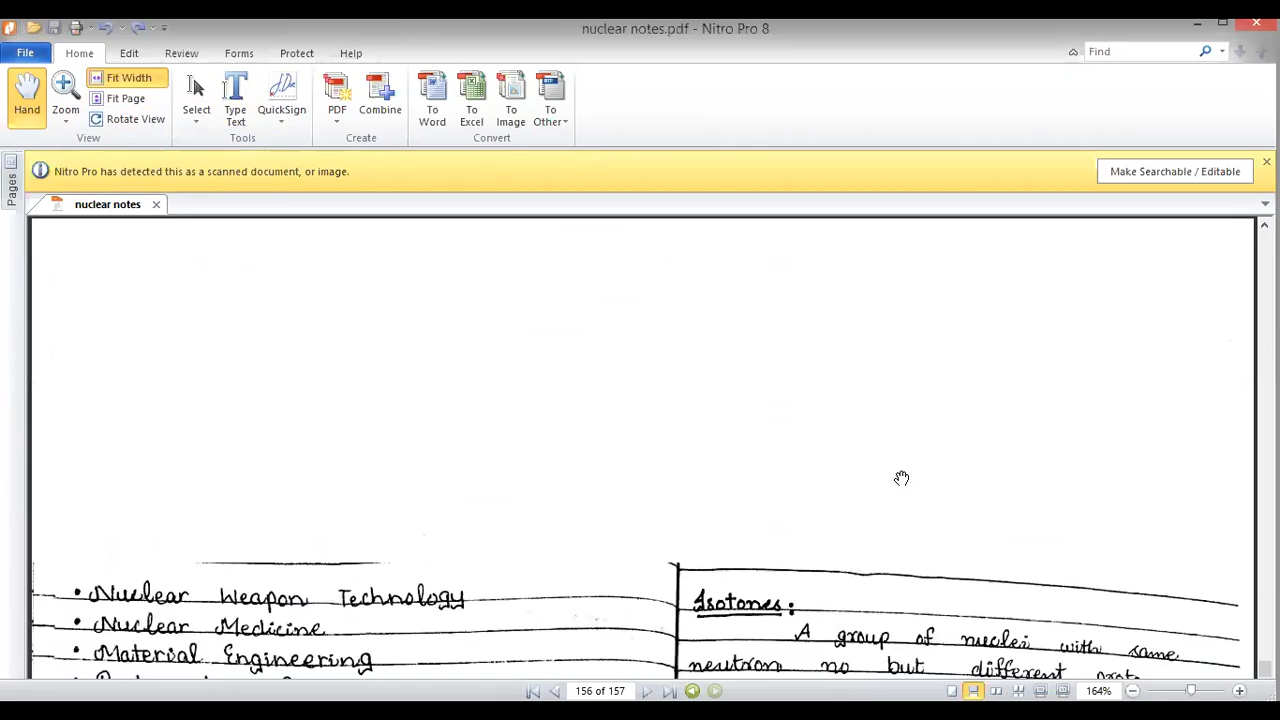 nuclear notes.pdf - Nitro Pro 8
File Home Edit Review Forms Protect Help Find
Hand
Zoom
Fit Width
Fit Page
Rotate View
View
Select
Type Text
QuickSign
Tools
PDF
Combine
Create
To Word
To Excel
To Image
To Other
Convert
Pages
Nitro Pro has detected this as a scanned document, or image.
Make Searchable / Editable
nuclear notes
• Nuclear Weapon Technology
• Nuclear Medicine
• Material Engineering
Isotones:
A group of nuclei with same
neutron no but different
156 of 157
164%